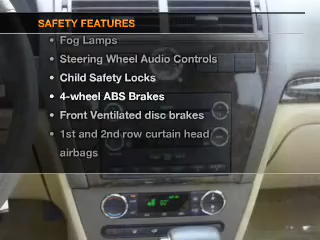 SAFETY FEATURES
• Fog Lamps
• Steering Wheel Audio Controls
• Child Safety Locks
• 4-wheel ABS Brakes
• Front Ventilated disc brakes
• 1st and 2nd row curtain head
airbags